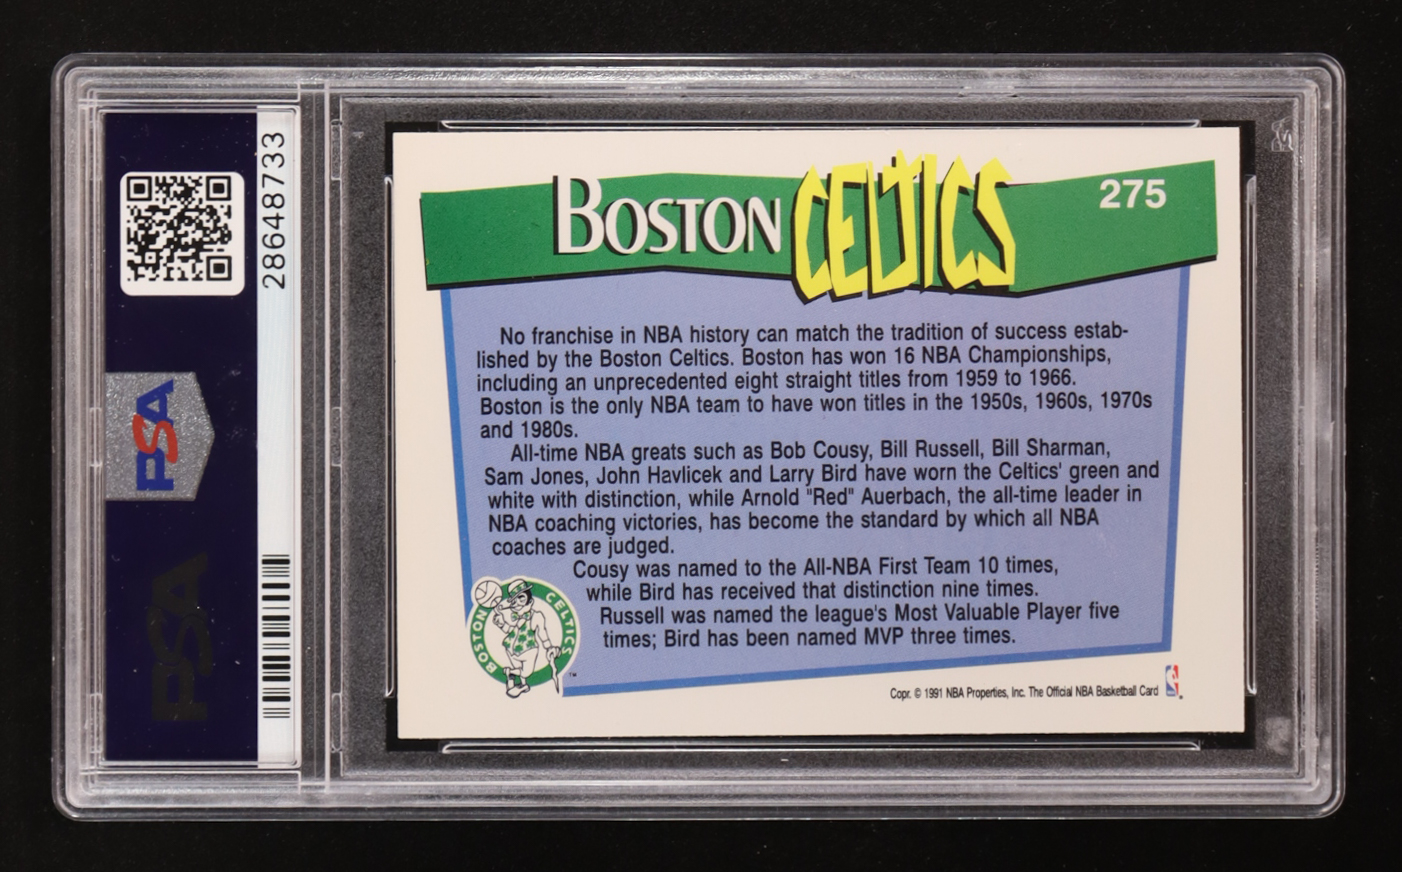 28648733
PSA
PSA
BOSTON CELTICS
275
No franchise in NBA history can match the tradition of success estab-
lished by the Boston Celtics. Boston has won 16 NBA Championships,
including an unprecedented eight straight titles from 1959 to 1966.
Boston is the only NBA team to have won titles in the 1950s, 1960s, 1970s
and 1980s.
All-time NBA greats such as Bob Cousy, Bill Russell, Bill Sharman,
Sam Jones, John Havlicek and Larry Bird have worn the Celtics' green and
white with distinction, while Arnold "Red" Auerbach, the all-time leader in
NBA coaching victories, has become the standard by which all NBA
coaches are judged.
Cousy was named to the All-NBA First Team 10 times,
while Bird has received that distinction nine times.
Russell was named the league's Most Valuable Player five
times; Bird has been named MVP three times.
BOSTON CELTICS
TM
Copr. © 1991 NBA Properties, Inc. The Official NBA Basketball Card